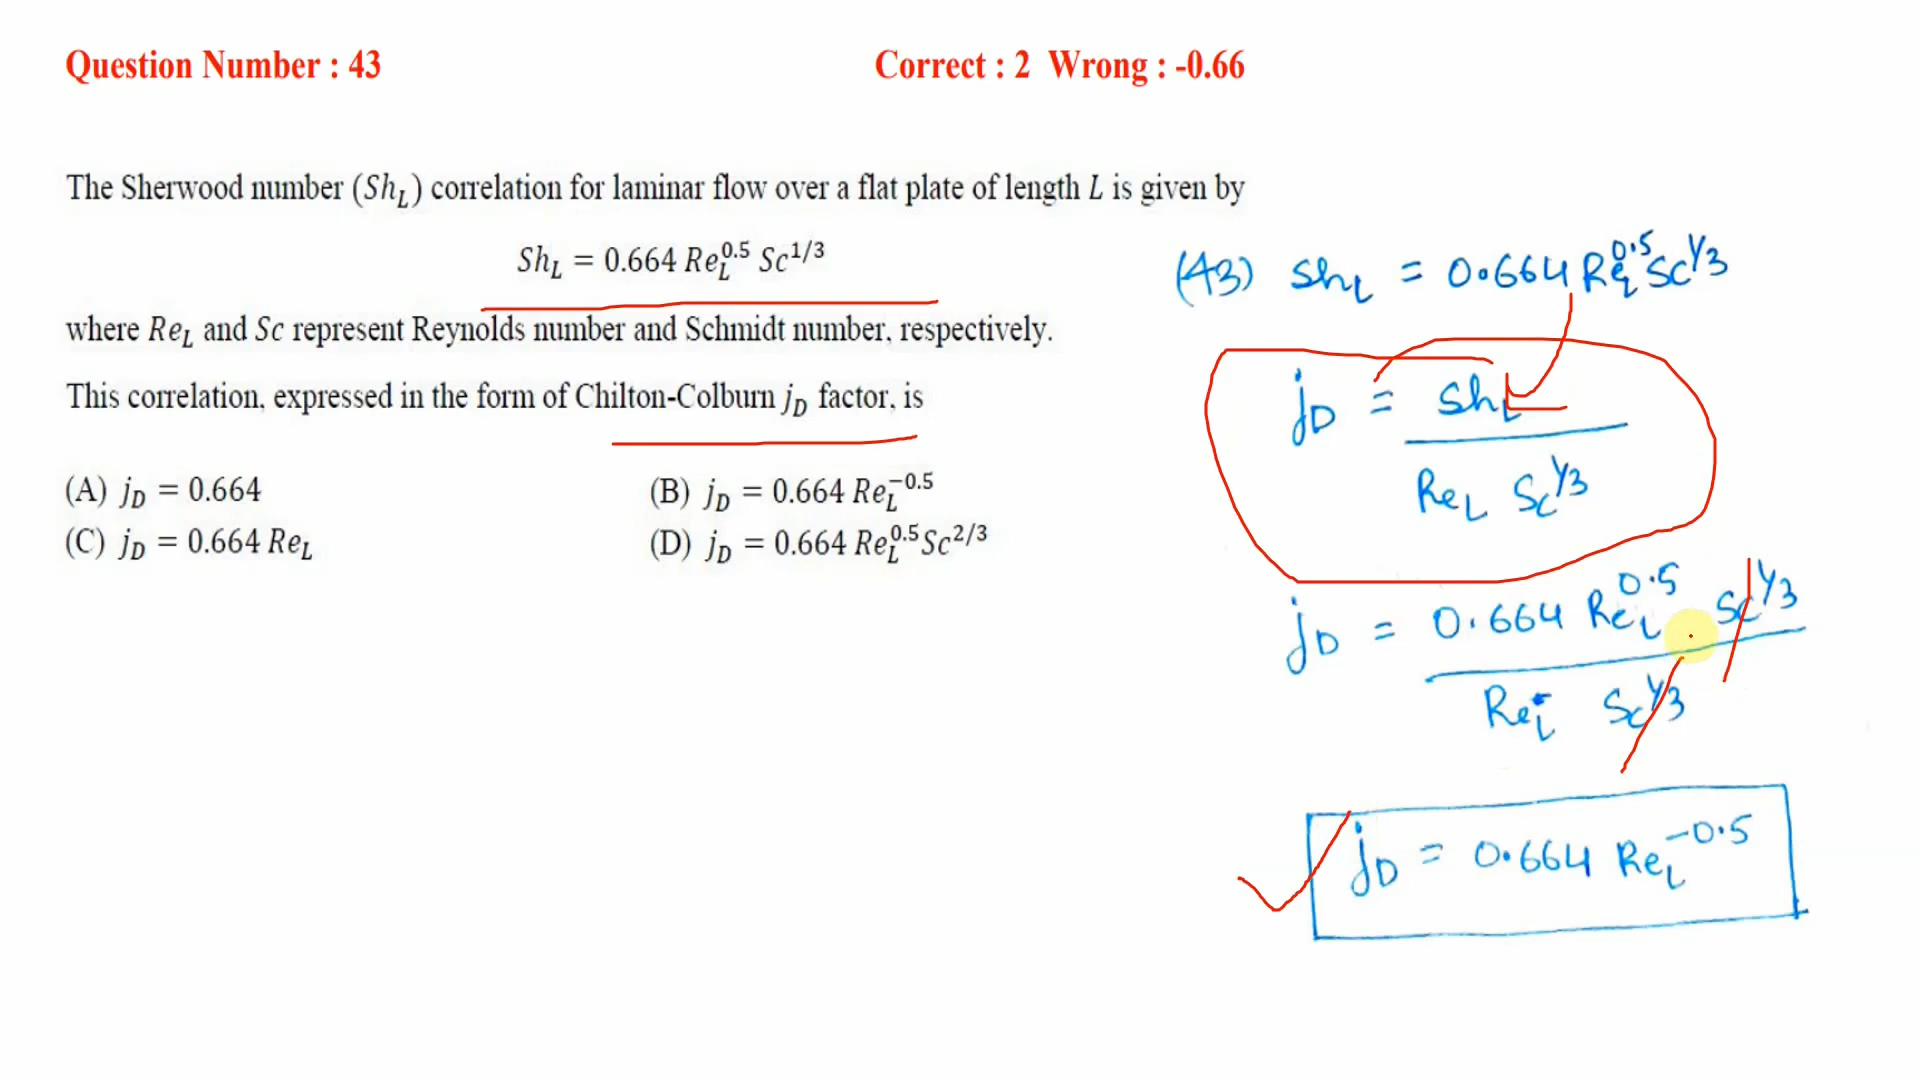 Question Number : 43 Correct : 2 Wrong : -0.66
The Sherwood number (Sh_L) correlation for laminar flow over a flat plate of length L is given by
Sh_L = 0.664 Re_L^0.5 Sc^1/3
where Re_L and Sc represent Reynolds number and Schmidt number, respectively.
This correlation, expressed in the form of Chilton-Colburn j_D factor, is
(A) j_D = 0.664 (B) j_D = 0.664 Re_L^−0.5
(C) j_D = 0.664 Re_L (D) j_D = 0.664 Re_L^0.5 Sc^2/3
(43) Sh_L = 0.664 Re_L^0.5 Sc^1/3
j_D = Sh_L
Re_L Sc^1/3
j_D = 0.664 Re_L^0.5 . Sc^1/3
Re_L Sc^1/3
j_D = 0.664 Re_L^-0.5